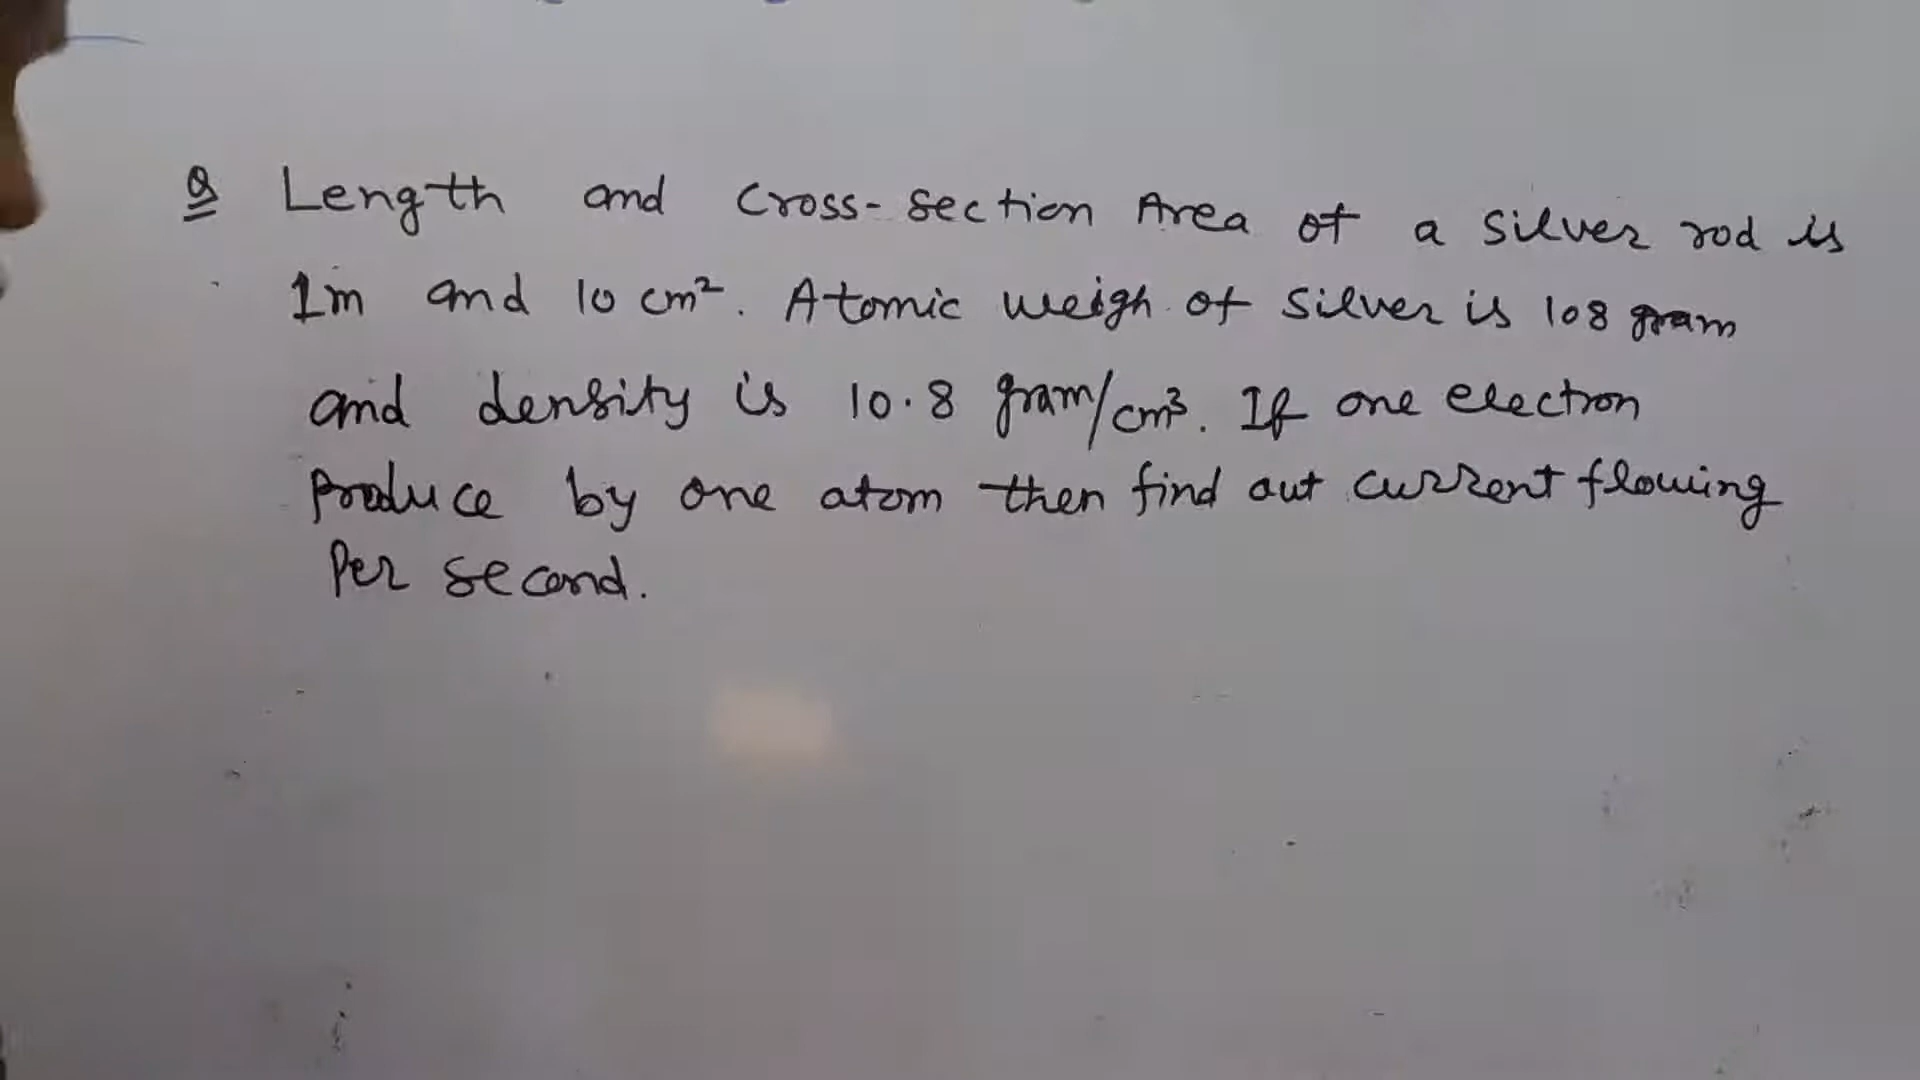 Q Length and Cross-section Area of a silver rod is
1m and 10 cm². Atomic weigh of silver is 108 gram
and density is 10.8 gram/cm³. If one electron
produce by one atom then find out current flowing
Per second.